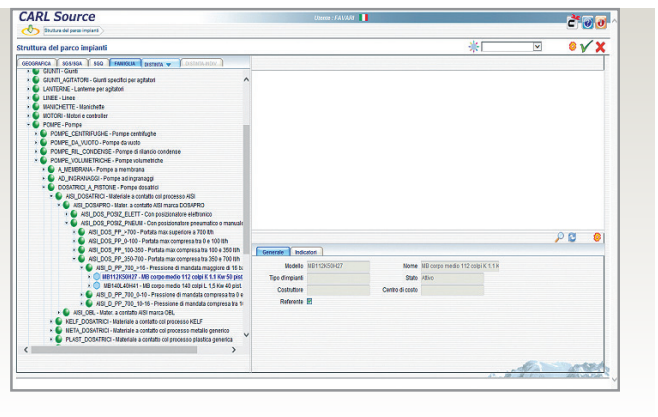 CARL Source
Utente : FAVARI
Struttura del parco impianti
Struttura del parco impianti
GEOGRAFICA SGS/SGA SGQ FAMIGLIA DISTINTA
GIUNTI - Giunti
GIUNTI_AGITATORI - Giunti specifici per agitatori
LANTERNE - Lanterne per agitatori
LINEE - Linee
MANICHETTE - Manichette
MOTORI - Motori e controller
POMPE - Pompe
POMPE_CENTRIFUGHE - Pompe centrifughe
POMPE_DA_VUOTO - Pompe da vuoto
POMPE_RIL_CONDENSE - Pompe di rilancio condense
POMPE_VOLUMETRICHE - Pompe volumetriche
A_MEMBRANA - Pompe a membrana
AD_INGRANAGGI - Pompe ad ingranaggi
DOSATRICI_A_PISTONE - Pompe dosatrici
AISI_DOSATRICI - Materiale a contatto col processo AISI
AISI_DOSAPRO - Mater. a contatto AISI marca DOSAPRO
AISI_DOS_POSIZ_ELETT - Con posizionatore elettronico
AISI_DOS_POSIZ_PNEUM - Con posizionatore pneumatico o manuale
AISI_DOS_PP_>700 - Portata max superiore a 700 l/h
AISI_DOS_PP_0-100 - Portata max compresa tra 0 e 100 l/h
AISI_DOS_PP_100-350 - Portata max compresa tra 100 e 350 l/h
AISI_DOS_PP_350-700 - Portata max compresa tra 350 e 700 l/h
AISI_D_PP_700_>16 - Pressione di mandata maggiore di 16 b
MB112K50H27 - MB corpo medio 112 colpi K 1,1 Kw 50 pist
MB140L40H41 - MB corpo medio 140 colpi L 1,5 Kw 40 pist.
AISI_D_PP_700_0-10 - Pressione di mandata compresa tra 0 e
AISI_D_PP_700_10-16 - Pressione di mandata compresa tra 1
AISI_OBL - Mater. a contatto AISI marca OBL
KELF_DOSATRICI - Materiale a contatto col processo KELF
META_DOSATRICI - Materiale a contatto col processo metallo generico
PLAST_DOSATRICI - Materiale a contatto col processo plastica generica
Generale Indicatori
Modello MB112K50H27 Nome MB corpo medio 112 colpi K 1,1 K
Tipo d'impianti Stato Attivo
Costruttore Centro di costo
Referente